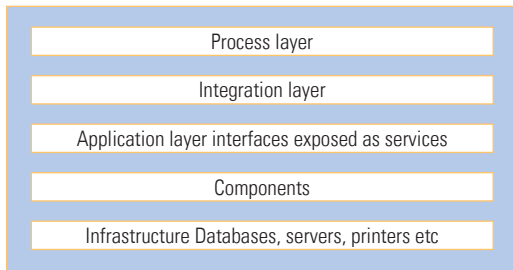 Process layer
Integration layer
Application layer interfaces exposed as services
Components
Infrastructure Databases, servers, printers etc